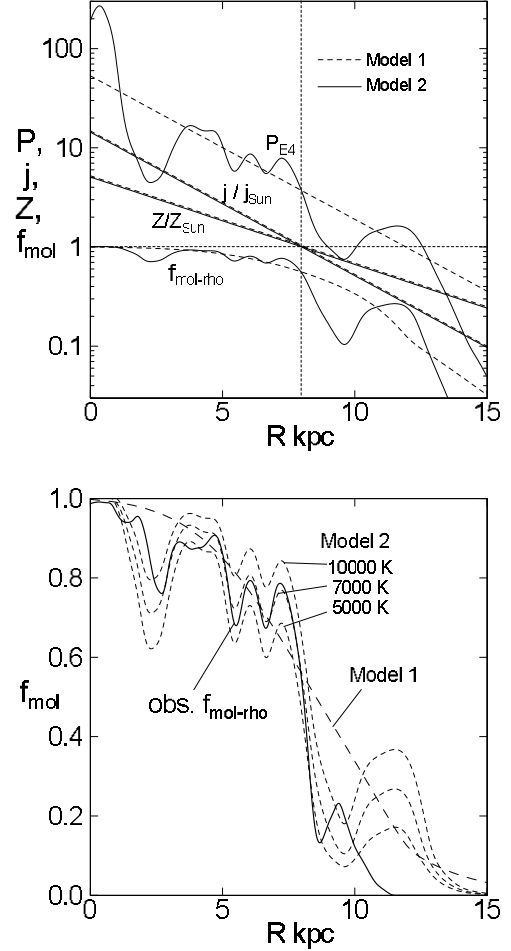 100
10
1
0.1
P,
j,
Z,
fmol
Model 1
Model 2
PE4
j / jSun
Z/ZSun
fmol-rho
0 5 10 15
R kpc
1.0
0.8
0.6
0.4
0.2
0.0
fmol
Model 2
10000 K
7000 K
5000 K
Model 1
obs. fmol-rho
0 5 10 15
R kpc